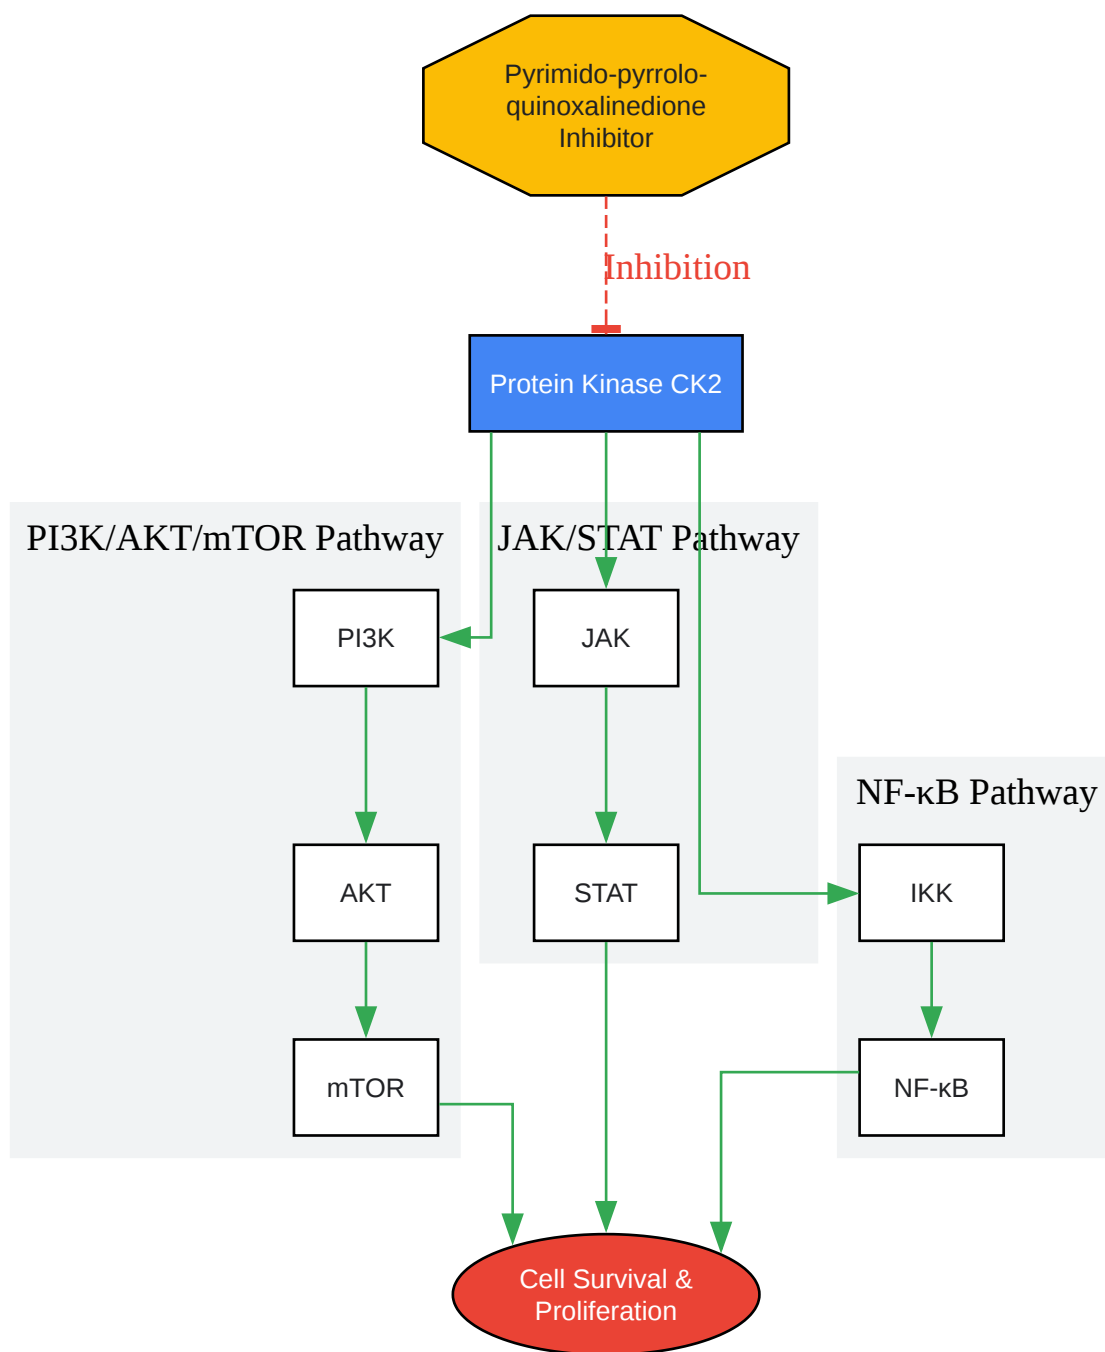 Pyrimido-pyrrolo-
quinoxalinedione
Inhibitor
Inhibition
Protein Kinase CK2
PI3K/AKT/mTOR Pathway
JAK/STAT Pathway
PI3K
JAK
NF-κB Pathway
AKT
STAT
IKK
mTOR
NF-κB
Cell Survival &
Proliferation